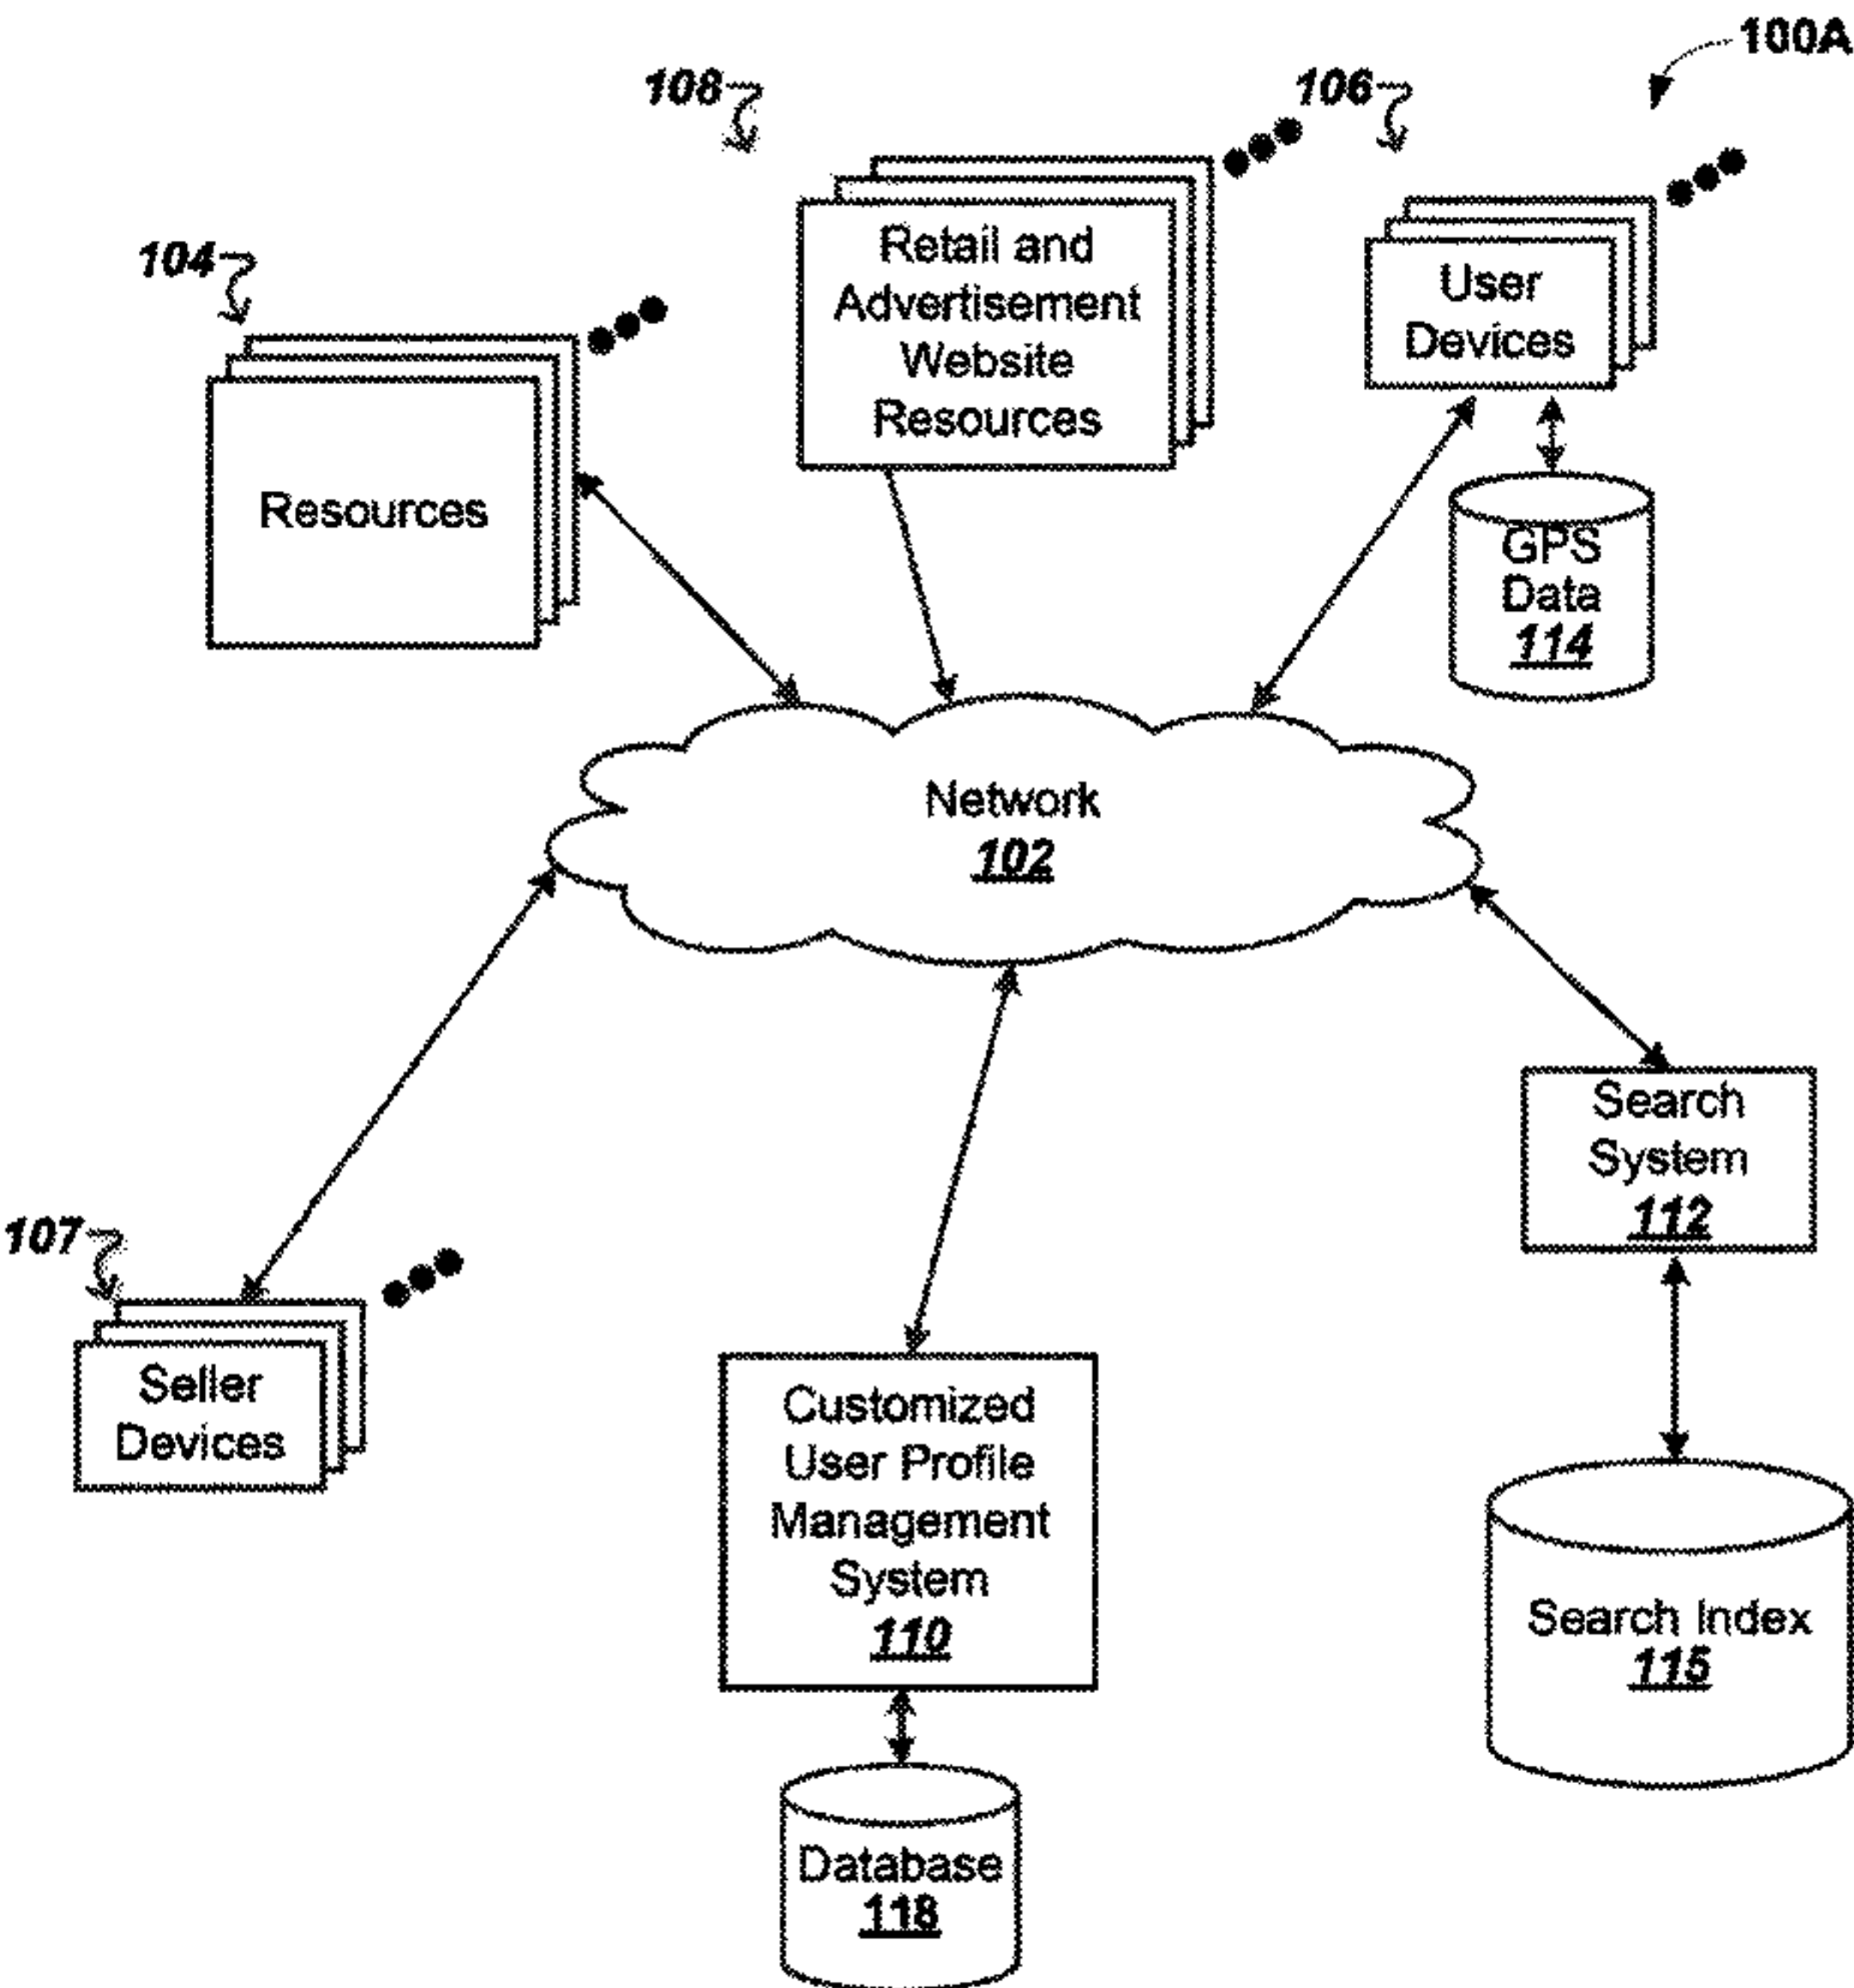 100A
108
106
Retail and
Advertisement
Website
Resources
User
Devices
104
Resources
GPS
Data
114
Network
102
Search
System
112
107
Seller
Devices
Customized
User Profile
Management
System
110
Search Index
115
Database
118